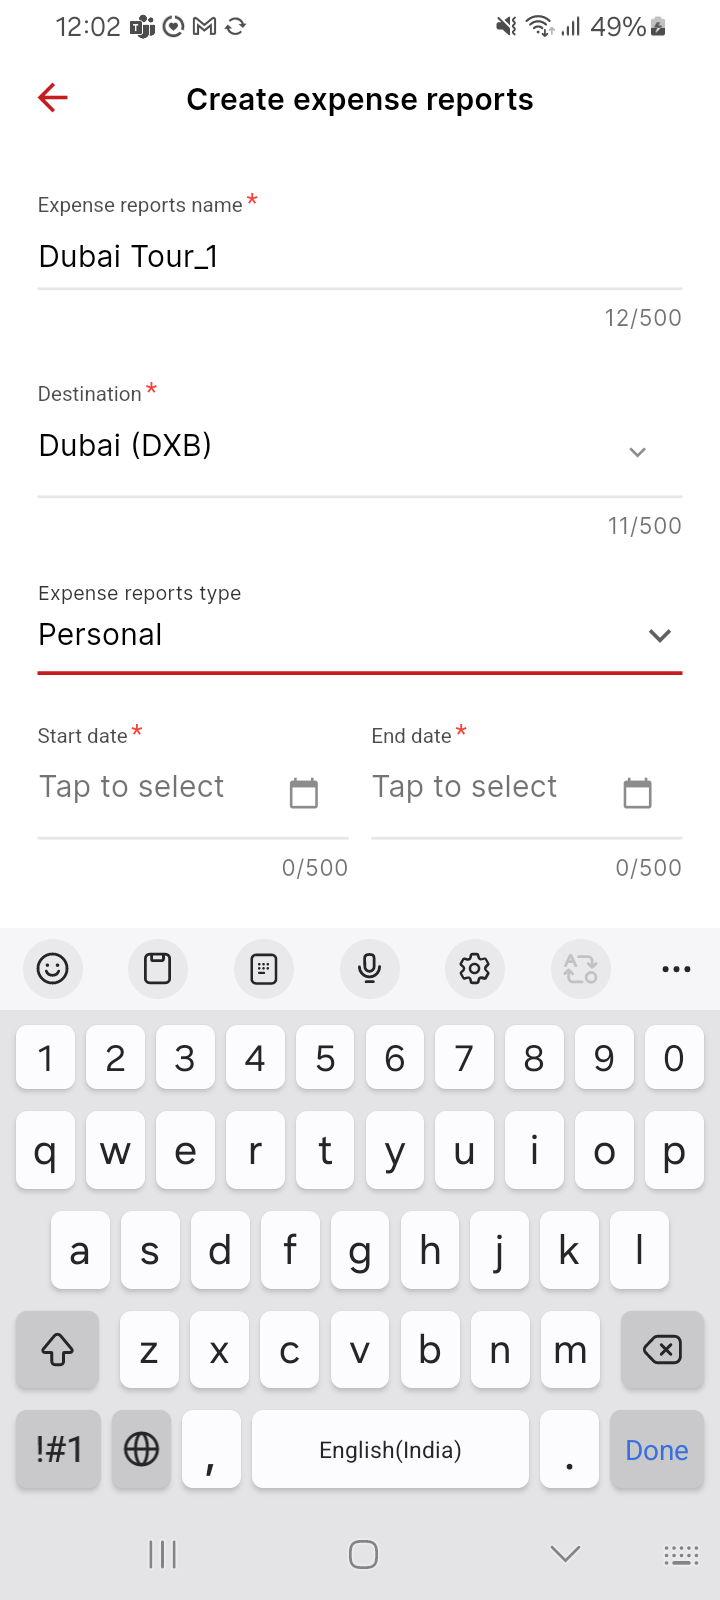 12:02 49%
Create expense reports
Expense reports name *
Dubai Tour_1
12/500
Destination *
Dubai (DXB)
11/500
Expense reports type
Personal
Start date * End date *
Tap to select Tap to select
0/500 0/500
1 2 3 4 5 6 7 8 9 0
q w e r t y u i o p
a s d f g h j k l
z x c v b n m
!#1 , English(India) . Done